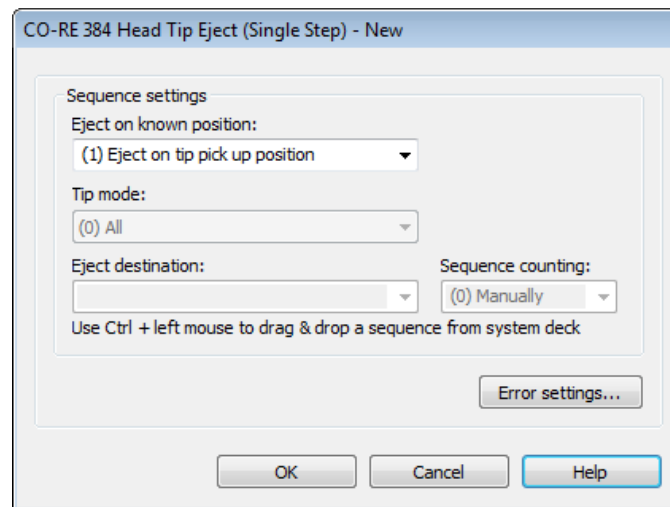 CO-RE 384 Head Tip Eject (Single Step) - New
Sequence settings
Eject on known position:
(1) Eject on tip pick up position
Tip mode:
(0) All
Eject destination: Sequence counting:
(0) Manually
Use Ctrl + left mouse to drag & drop a sequence from system deck
Error settings...
OK Cancel Help